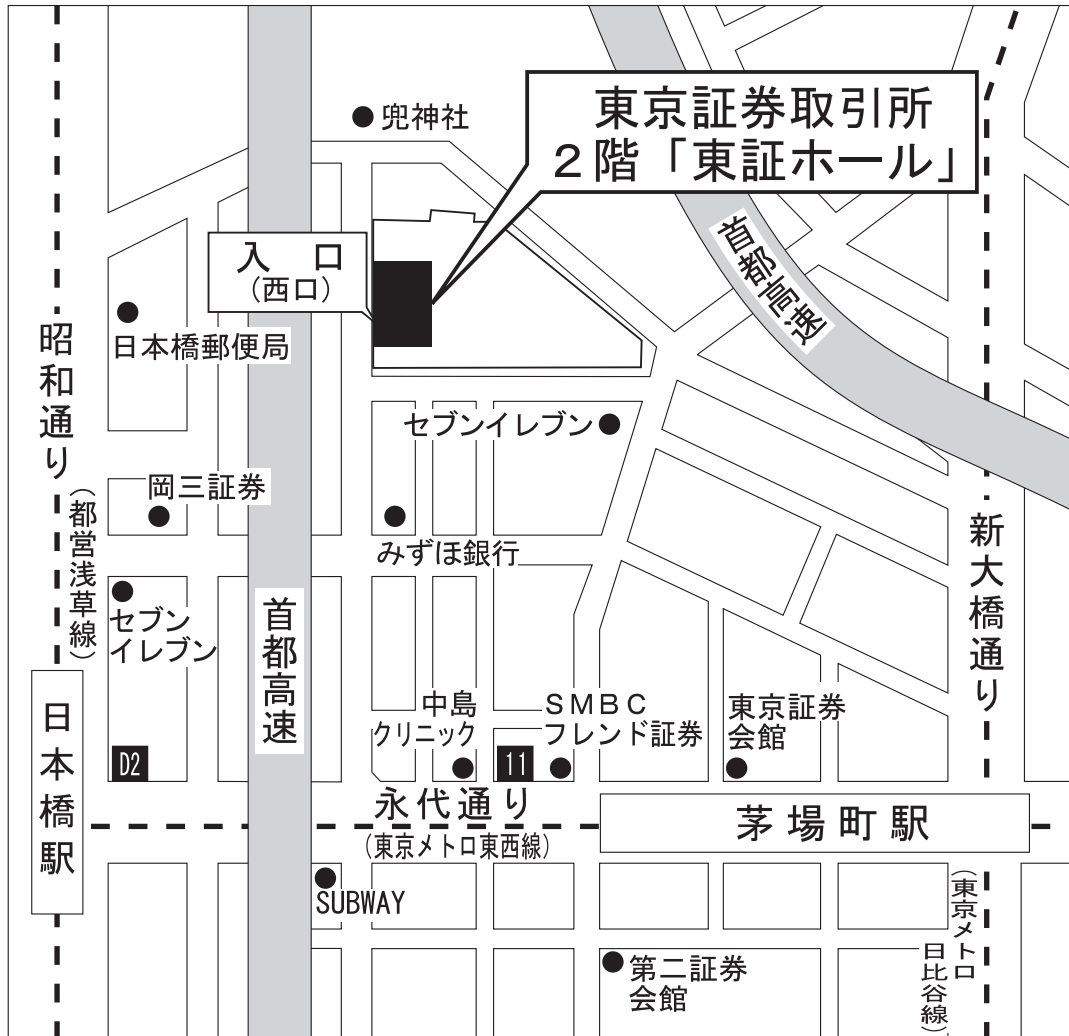 兜神社
東京証券取引所
２階「東証ホール」
入　口
(西口)
首都高速
日本橋郵便局
昭和通り
(都営浅草線)
セブンイレブン
岡三証券
みずほ銀行
新大橋通り
セブン
イレブン
首都高速
日本橋駅
D2
中島
クリニック
11
ＳＭＢＣ
フレンド証券
東京証券
会館
永代通り
(東京メトロ東西線)
茅場町駅
SUBWAY
第二証券
会館
(東京メトロ
日比谷線)